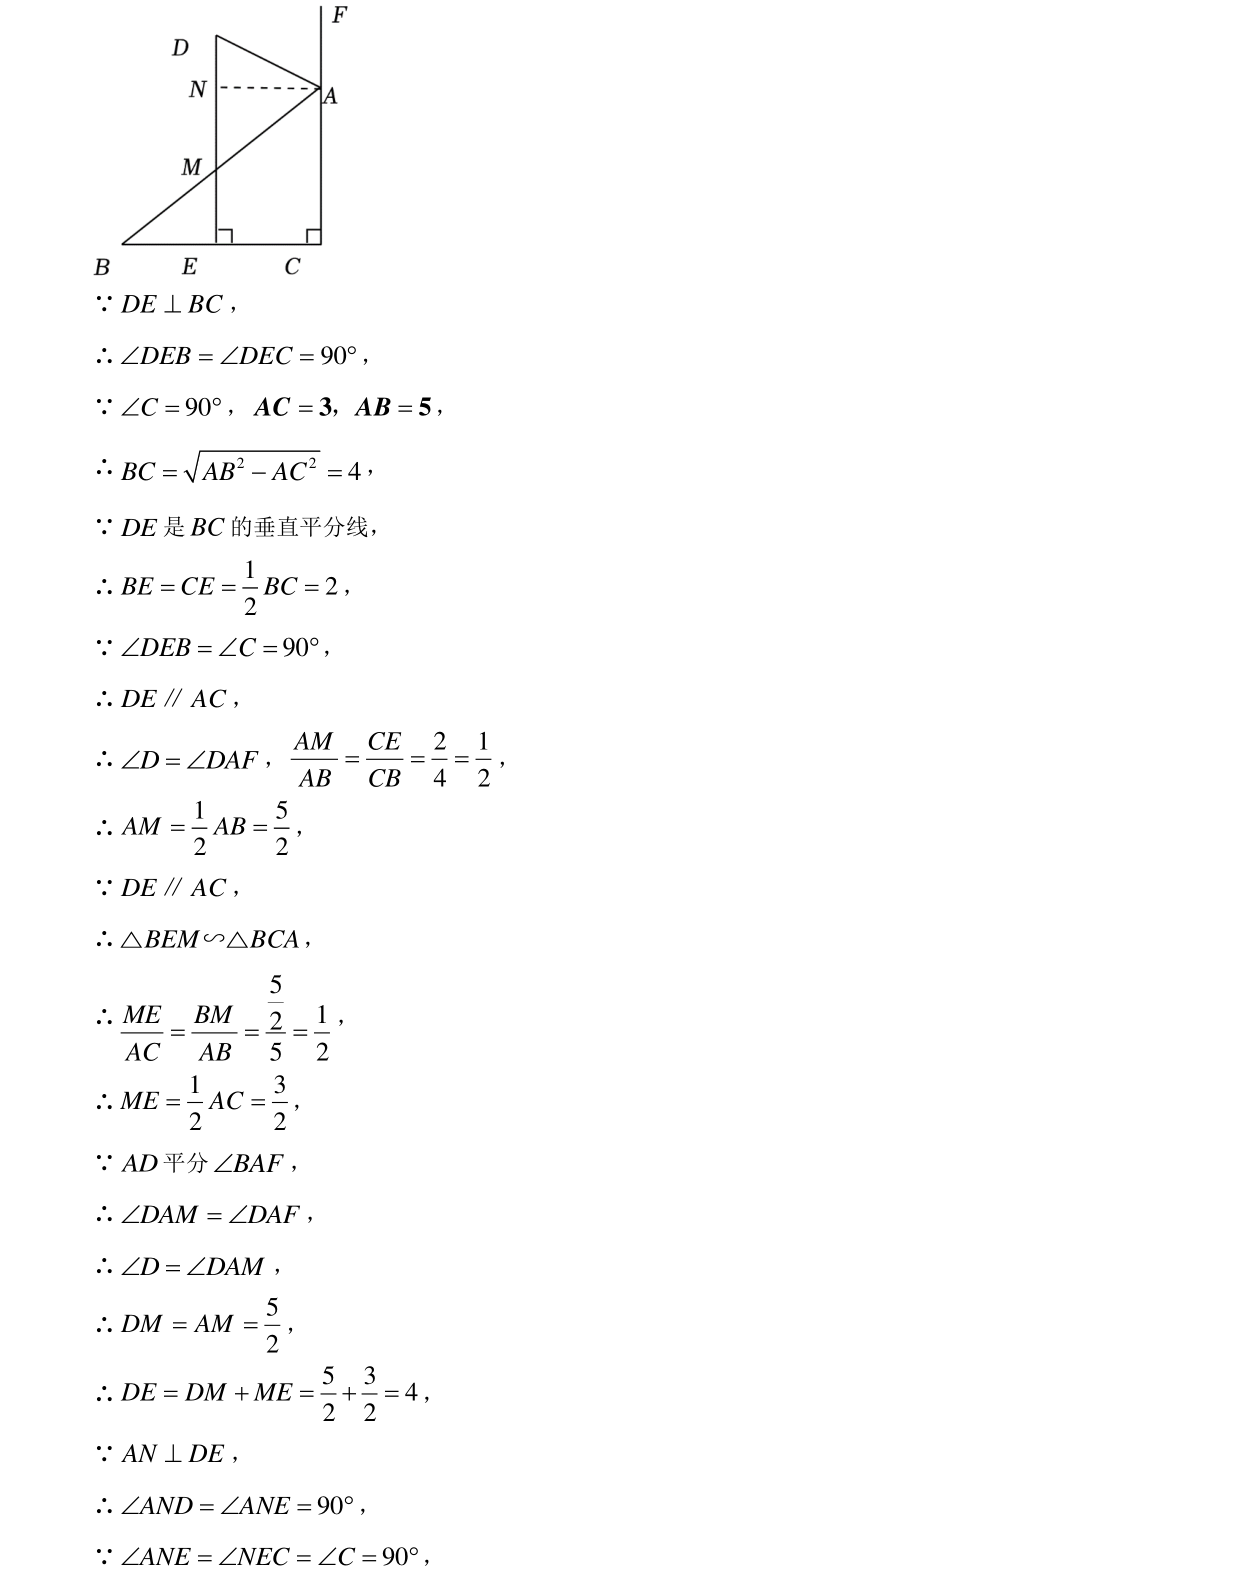 F
D
N
A
M
B E C
∵ DE ⊥ BC，
∴ ∠DEB = ∠DEC = 90°，
∵ ∠C = 90°，AC = 3，AB = 5，
∴ BC = √(AB² − AC²) = 4，
∵ DE 是 BC 的垂直平分线，
∴ BE = CE = 1/2 BC = 2，
∵ ∠DEB = ∠C = 90°，
∴ DE // AC，
∴ ∠D = ∠DAF，AM/AB = CE/CB = 2/4 = 1/2，
∴ AM = 1/2 AB = 5/2，
∵ DE // AC，
∴ △BEM∽△BCA，
∴ ME/AC = BM/AB = (5/2)/5 = 1/2，
∴ ME = 1/2 AC = 3/2，
∵ AD 平分 ∠BAF，
∴ ∠DAM = ∠DAF，
∴ ∠D = ∠DAM，
∴ DM = AM = 5/2，
∴ DE = DM + ME = 5/2 + 3/2 = 4，
∵ AN ⊥ DE，
∴ ∠AND = ∠ANE = 90°，
∵ ∠ANE = ∠NEC = ∠C = 90°，